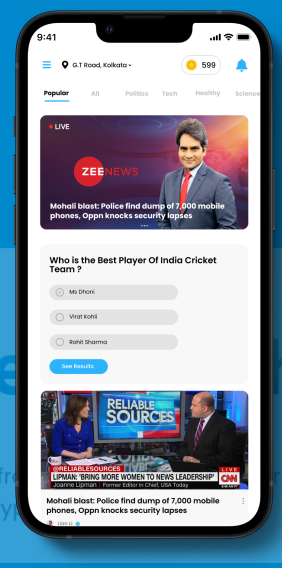 9:41
G.T Road, Kolkata
599
Popular
All
Politics
Tech
Healthy
Science
LIVE
ZEE NEWS
Mohali blast: Police find dump of 7,000 mobile
phones, Oppn knocks security lapses
Who is the Best Player Of India Cricket
Team ?
Ms Dhoni
Virat Kohli
Rohit Sharma
See Results
RELIABLE
SOURCES
@RELIABLESOURCES
LIPMAN: 'BRING MORE WOMEN TO NEWS LEADERSHIP'
Joanne Lipman | Former Editor In Chief, USA Today
LIVE
CNN
Mohali blast: Police find dump of 7,000 mobile
phones, Oppn knocks security lapses